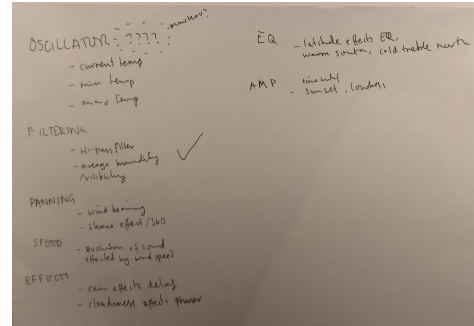 OSCILLATOR - ????
- current temp
- min temp
- max temp
FILTERING
- Hi-pass filter
- average humidity
/visibility
PANNING
- wind bearing
- stereo effect/360
SPEED - evolution of sound
effected by wind speed
EFFECTS
- rain effects delay
- cloudiness effects phaser
EQ - latitude effects EQ,
warm south, cold treble north
AMP
- sunset, loudness